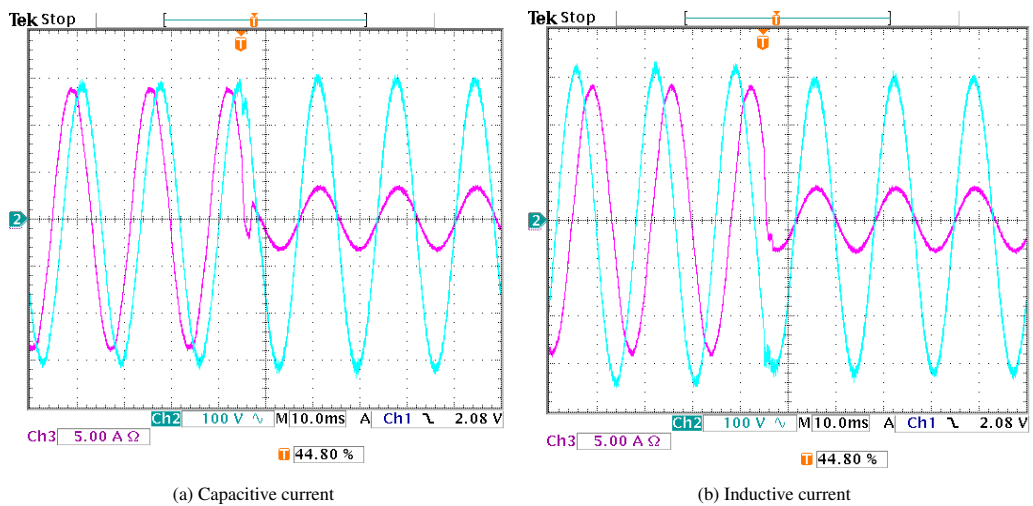 Tek Stop
T
T
2
Ch2 100 V ∿ M 10.0ms A Ch1 ⤵ 2.08 V
Ch3 5.00 A Ω
T 44.80 %
(a) Capacitive current
Tek Stop
T
T
2
Ch2 100 V ∿ M 10.0ms A Ch1 ⤵ 2.08 V
Ch3 5.00 A Ω
T 44.80 %
(b) Inductive current